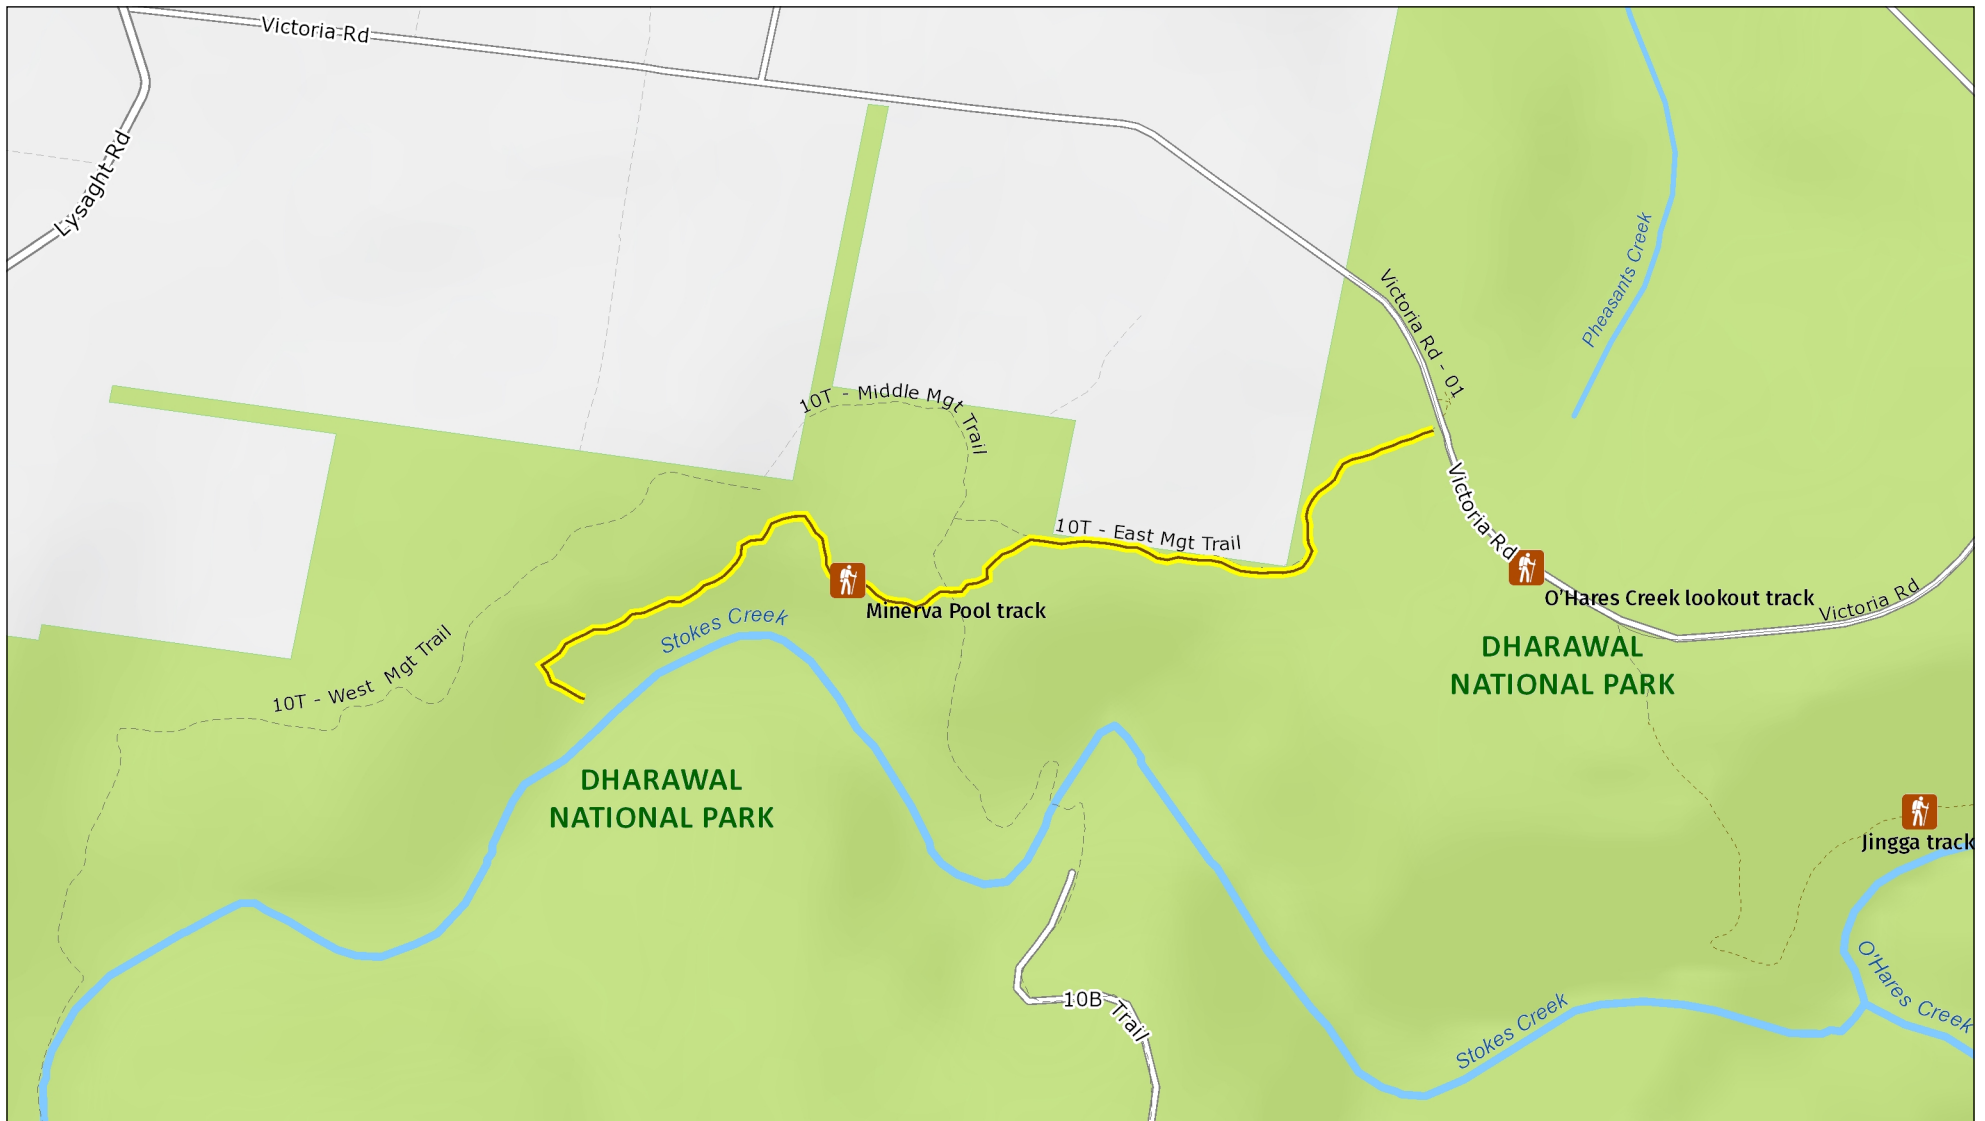 Victoria Rd
Lysaght Rd
Pheasants Creek
Victoria Rd - 01
10T - Middle Mgt Trail
Victoria Rd
10T - East Mgt Trail
O'Hares Creek lookout track
Victoria Rd
Minerva Pool track
Stokes Creek
DHARAWAL
NATIONAL PARK
10T - West Mgt Trail
DHARAWAL
NATIONAL PARK
Jingga track
O'Hares Creek
10B Trail
Stokes Creek